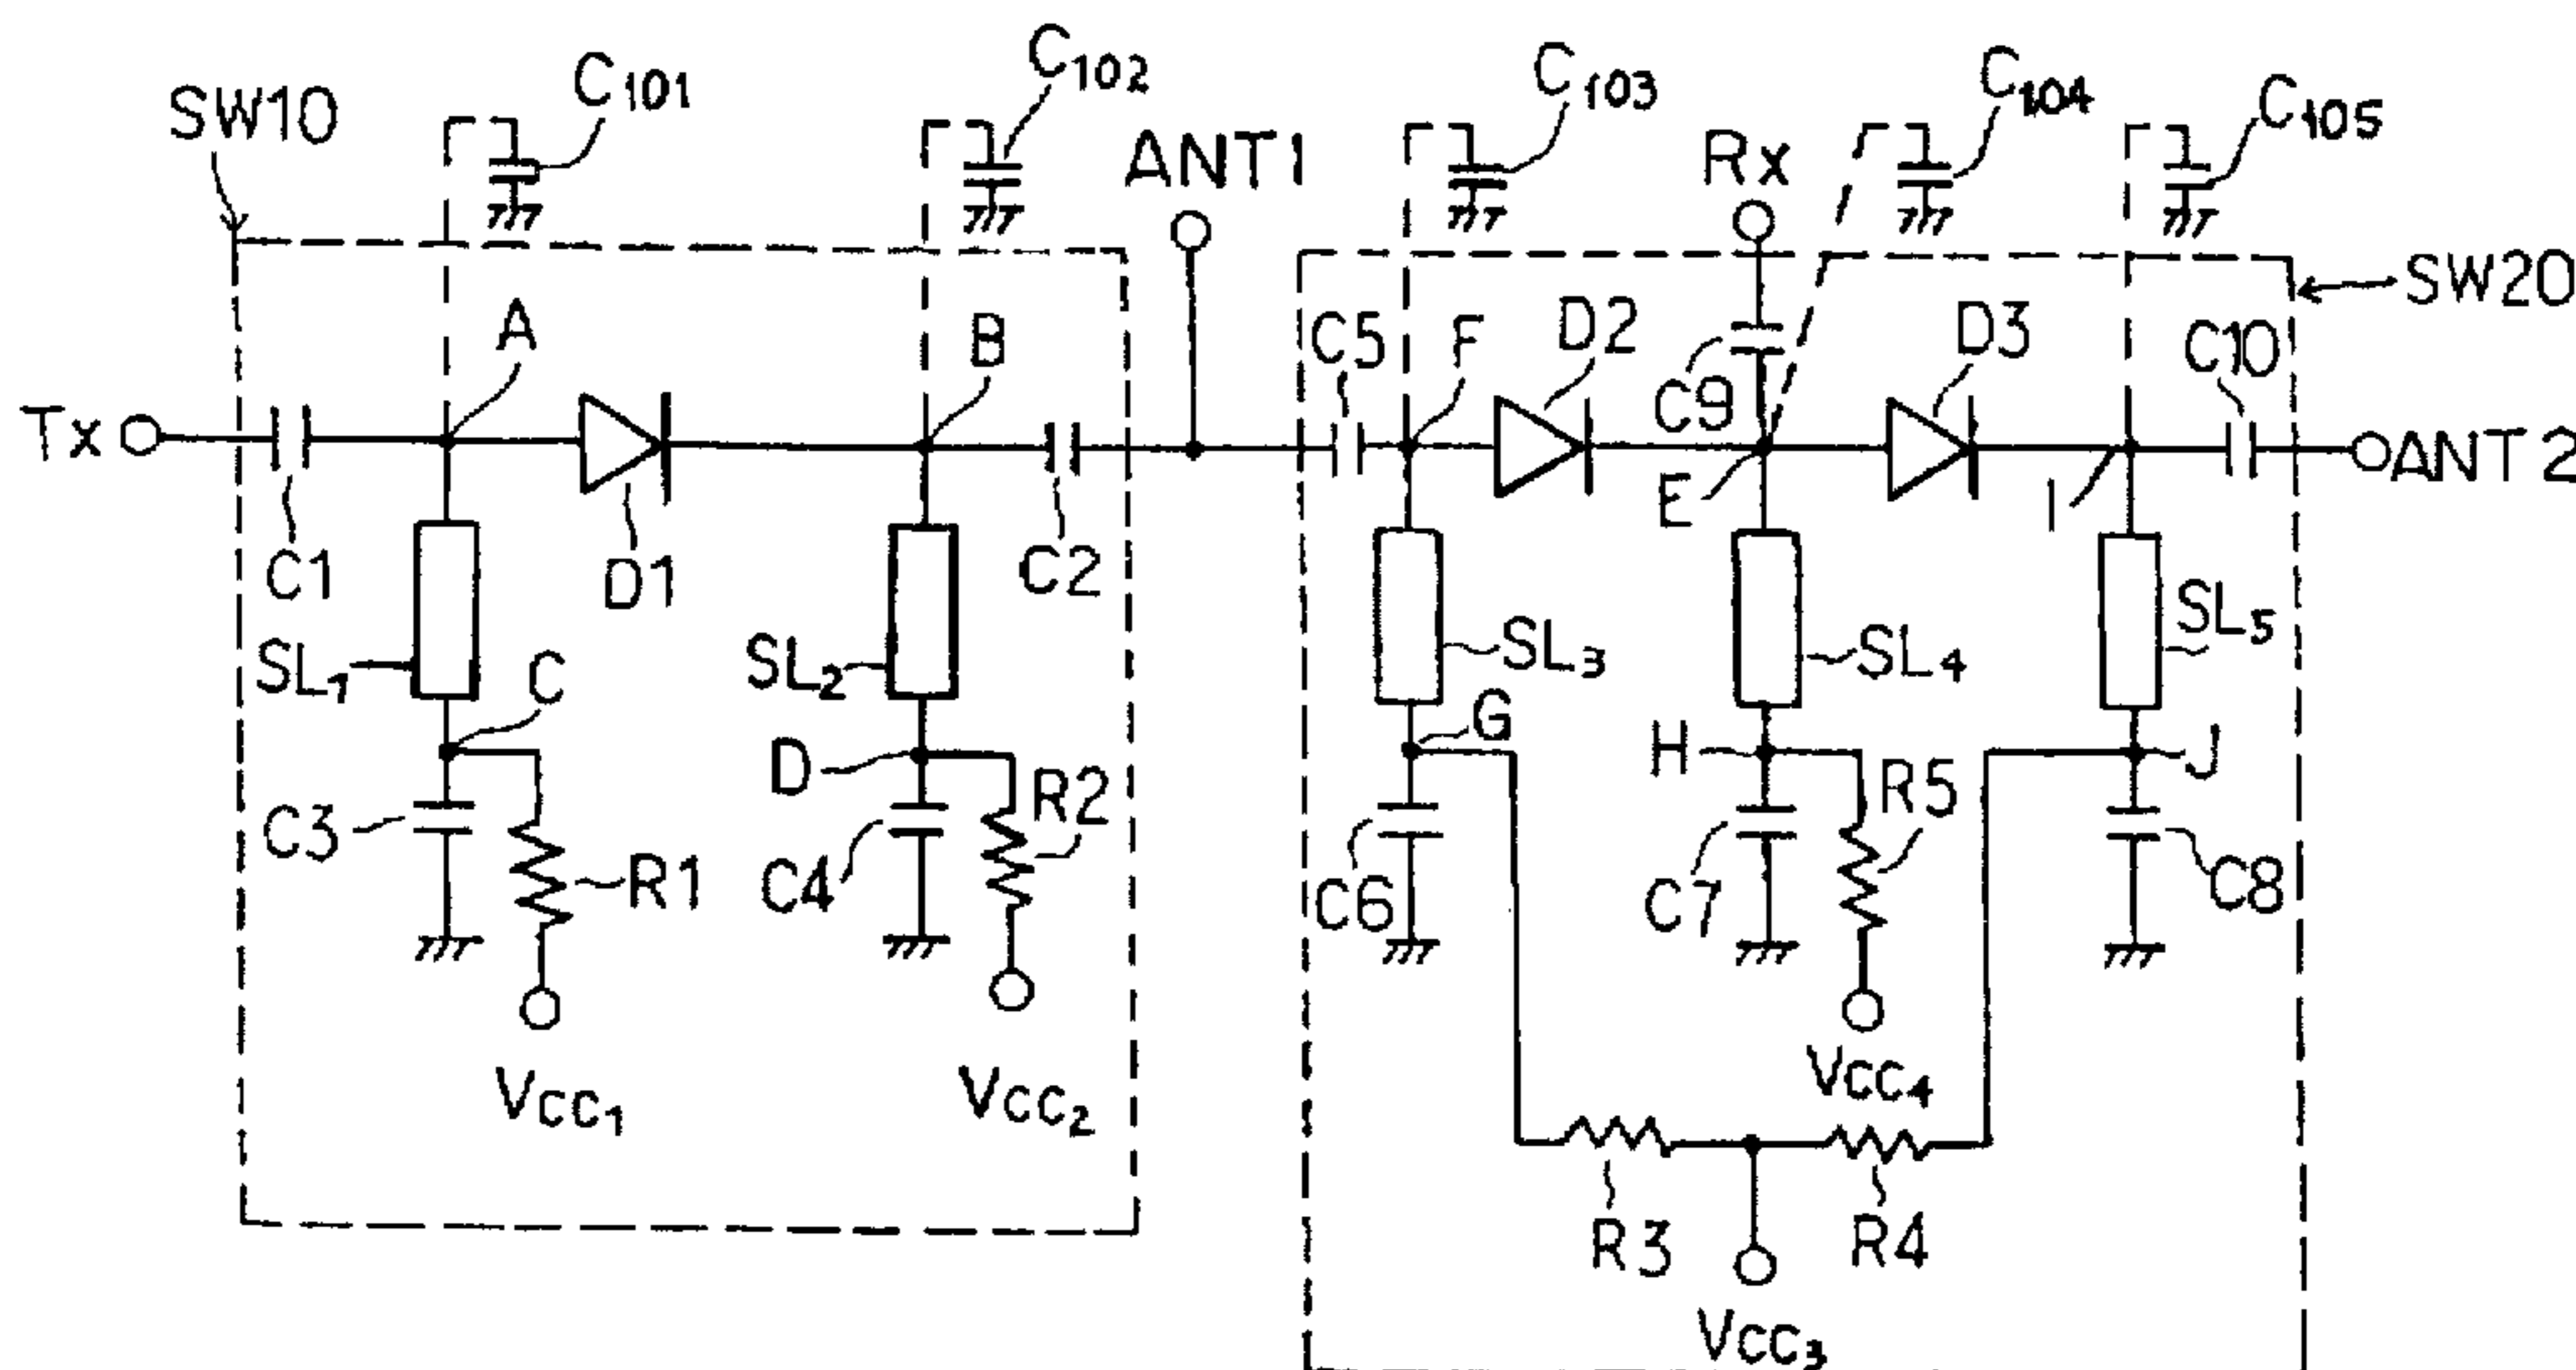 SW10
C101
C102
ANT1
C103
Rx
C104
C105
SW20
A
B
C5
F
D2
C9
D3
C10
Tx
E
I
ANT2
C1
D1
C2
SL1
C
SL2
SL3
SL4
SL5
D
G
H
J
C3
R1
C4
R2
C6
C7
R5
C8
Vcc1
Vcc2
Vcc4
R3
R4
Vcc3